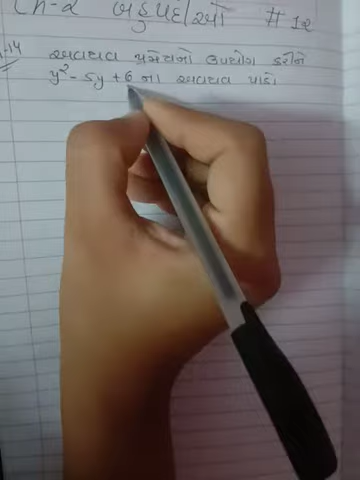 Ch-2 બહુપદીઓ #12
.14 અવયવ પ્રમેયનો ઉપયોગ કરીને
y² - 5y + 6 ના અવયવ પાડો